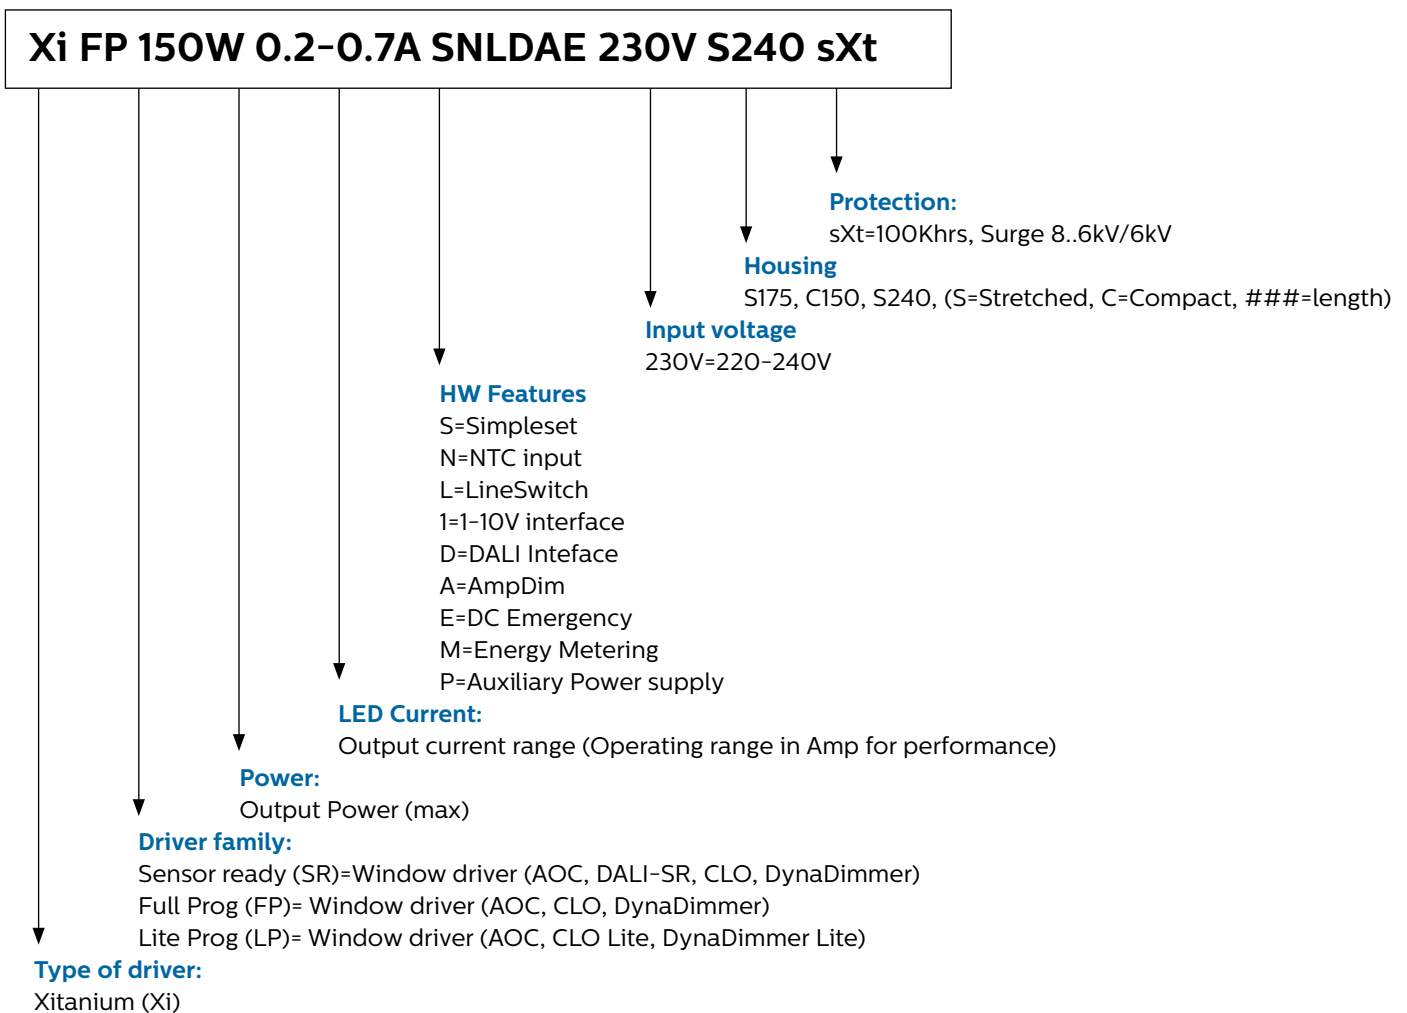 Xi FP 150W 0.2-0.7A SNLDAE 230V S240 sXt
Protection:
sXt=100Khrs, Surge 8..6kV/6kV
Housing
S175, C150, S240, (S=Stretched, C=Compact, ###=length)
Input voltage
230V=220-240V
HW Features
S=Simpleset
N=NTC input
L=LineSwitch
1=1-10V interface
D=DALI Inteface
A=AmpDim
E=DC Emergency
M=Energy Metering
P=Auxiliary Power supply
LED Current:
Output current range (Operating range in Amp for performance)
Power:
Output Power (max)
Driver family:
Sensor ready (SR)=Window driver (AOC, DALI-SR, CLO, DynaDimmer)
Full Prog (FP)= Window driver (AOC, CLO, DynaDimmer)
Lite Prog (LP)= Window driver (AOC, CLO Lite, DynaDimmer Lite)
Type of driver:
Xitanium (Xi)